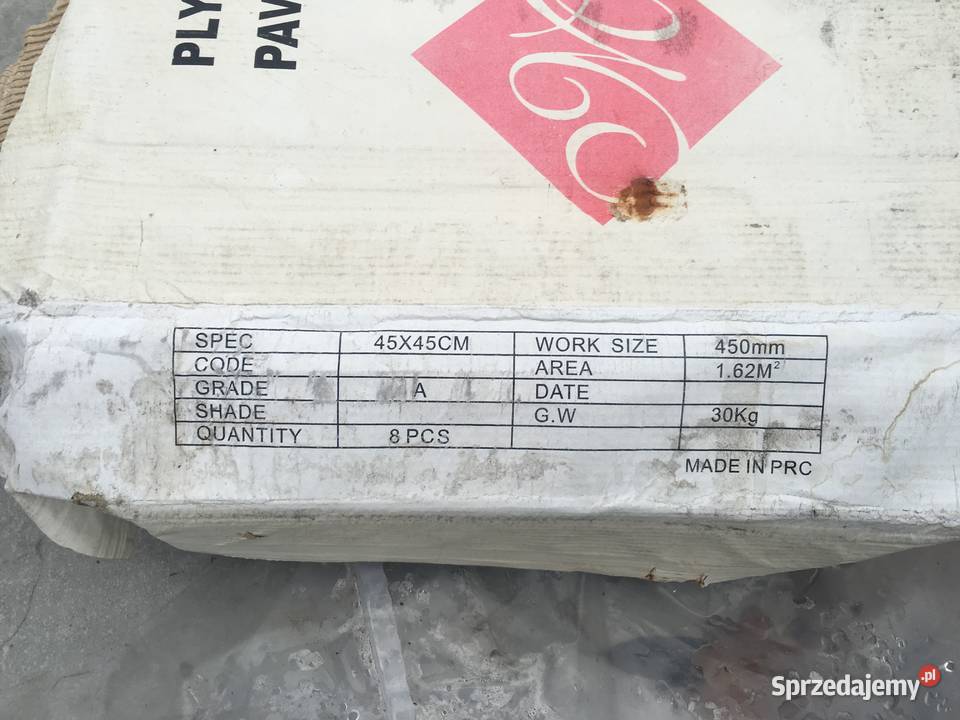 PLY
PAV
SPEC 45X45CM WORK SIZE 450mm
CODE AREA 1.62M²
GRADE A DATE
SHADE G.W 30Kg
QUANTITY 8 PCS
MADE IN PRC
Sprzedajemy.pl